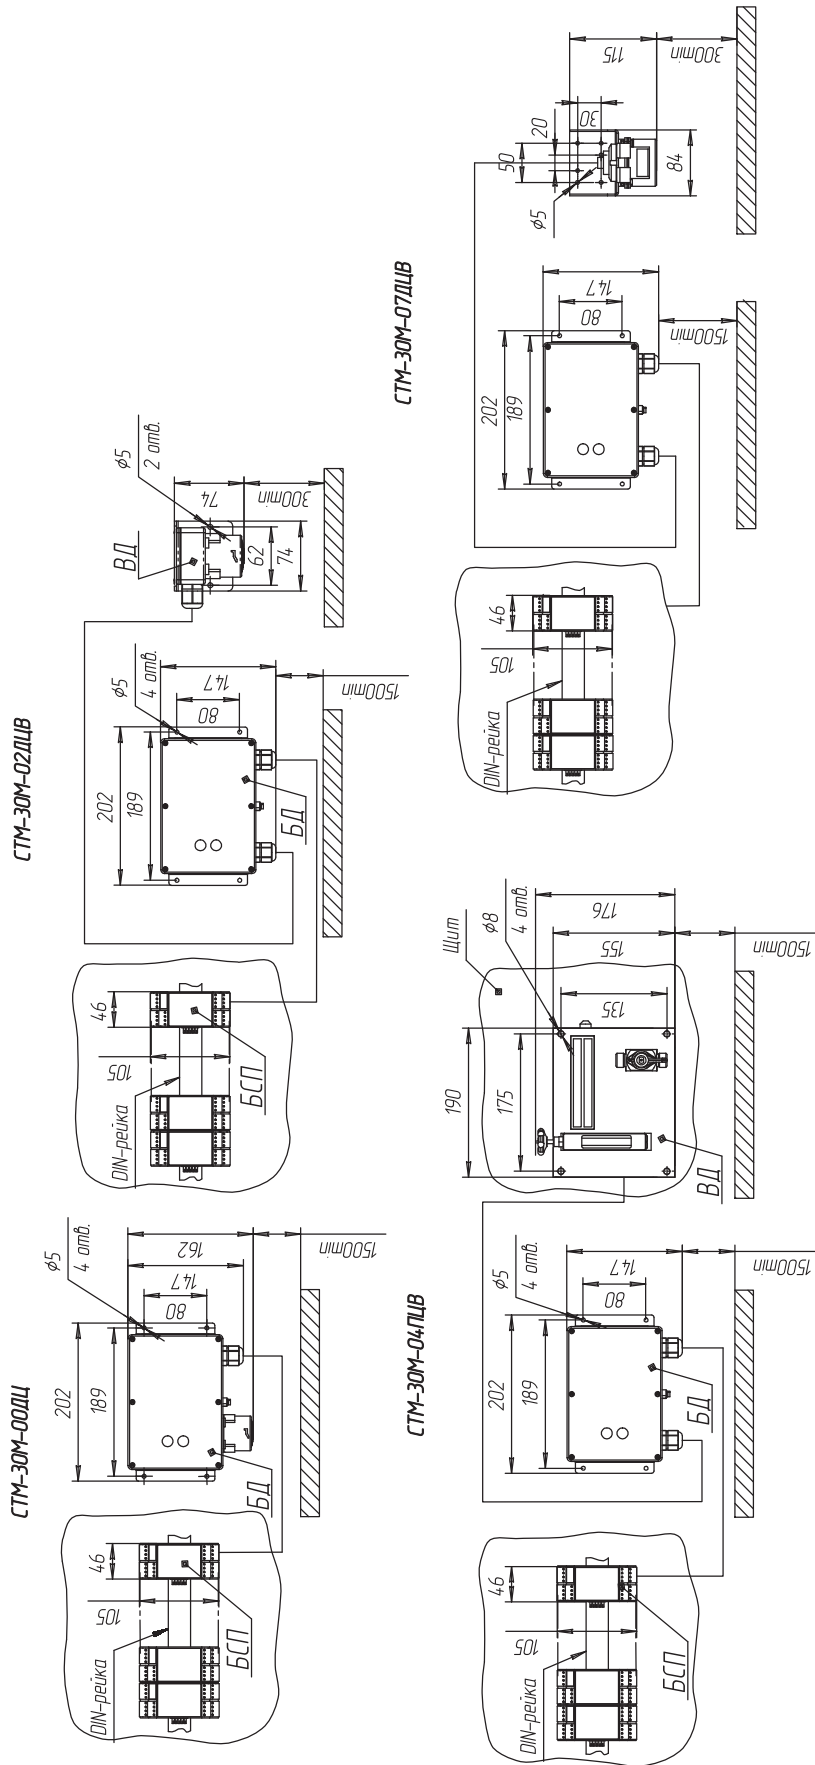 СТМ-30М-00ДЦ
DIN-рейка
105
46
БСП
202
189
БД
80
147
162
ϕ5
4 отв.
1500min
СТМ-30М-02ДЦВ
DIN-рейка
105
46
БСП
202
189
БД
80
147
ϕ5
4 отв.
1500min
ВД
ϕ5
2 отв.
74
62
74
300min
СТМ-30М-04ПЦВ
DIN-рейка
105
46
БСП
202
189
БД
80
147
ϕ5
4 отв.
1500min
190
175
ВД
Щит
ϕ8
4 отв.
135
155
176
1500min
СТМ-30М-07ДЦВ
DIN-рейка
105
46
202
189
80
147
1500min
ϕ5
50
20
30
115
84
300min